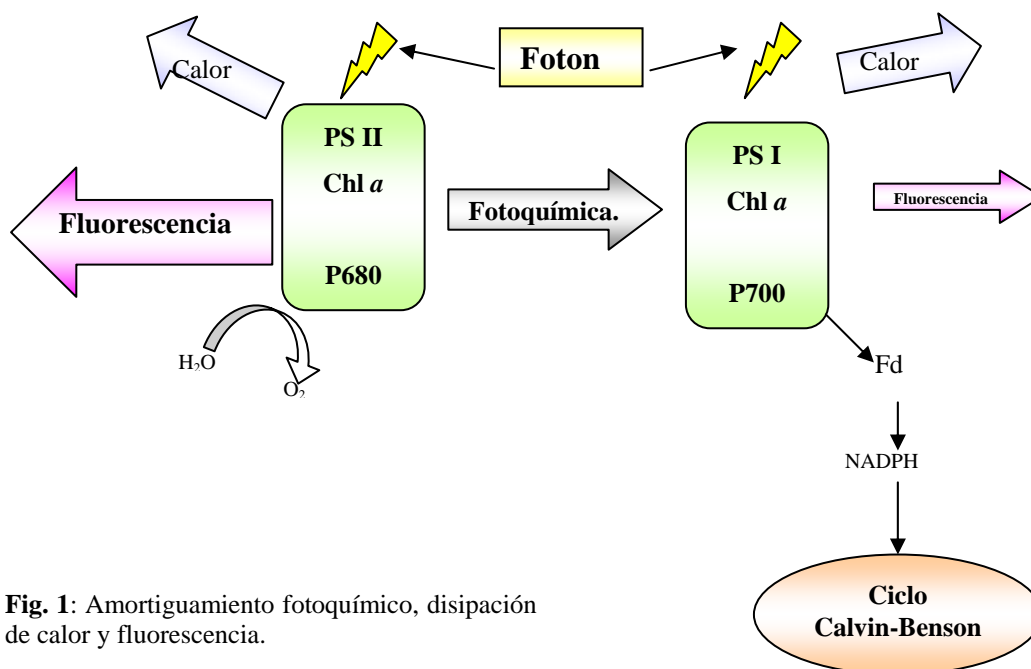 Foton
Calor
Calor
PS II
Chl a
P680
PS I
Chl a
P700
Fluorescencia
Fotoquímica.
Fluorescencia
H₂O
O₂
Fd
NADPH
Ciclo
Calvin-Benson
Fig. 1: Amortiguamiento fotoquímico, disipación
de calor y fluorescencia.